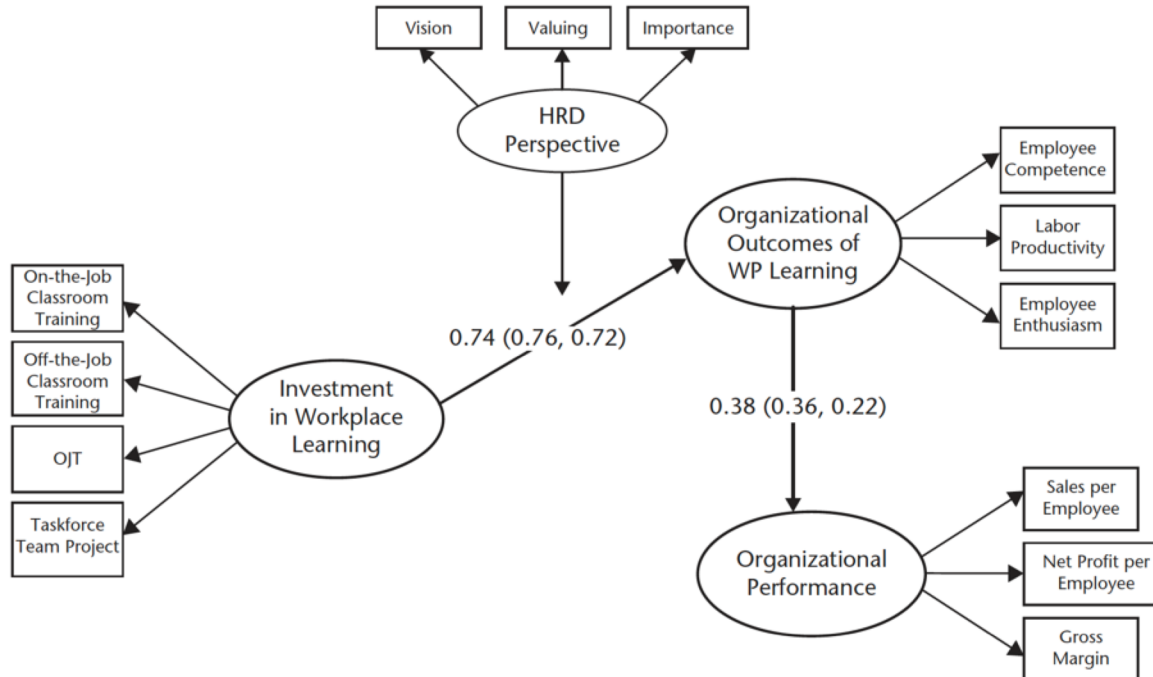 Vision
Valuing
Importance
HRD
Perspective
Employee
Competence
Organizational
Outcomes of
WP Learning
Labor
Productivity
Employee
Enthusiasm
On-the-Job
Classroom
Training
0.74 (0.76, 0.72)
Off-the-Job
Classroom
Training
Investment
in Workplace
Learning
0.38 (0.36, 0.22)
OJT
Taskforce
Team Project
Sales per
Employee
Organizational
Performance
Net Profit per
Employee
Gross
Margin